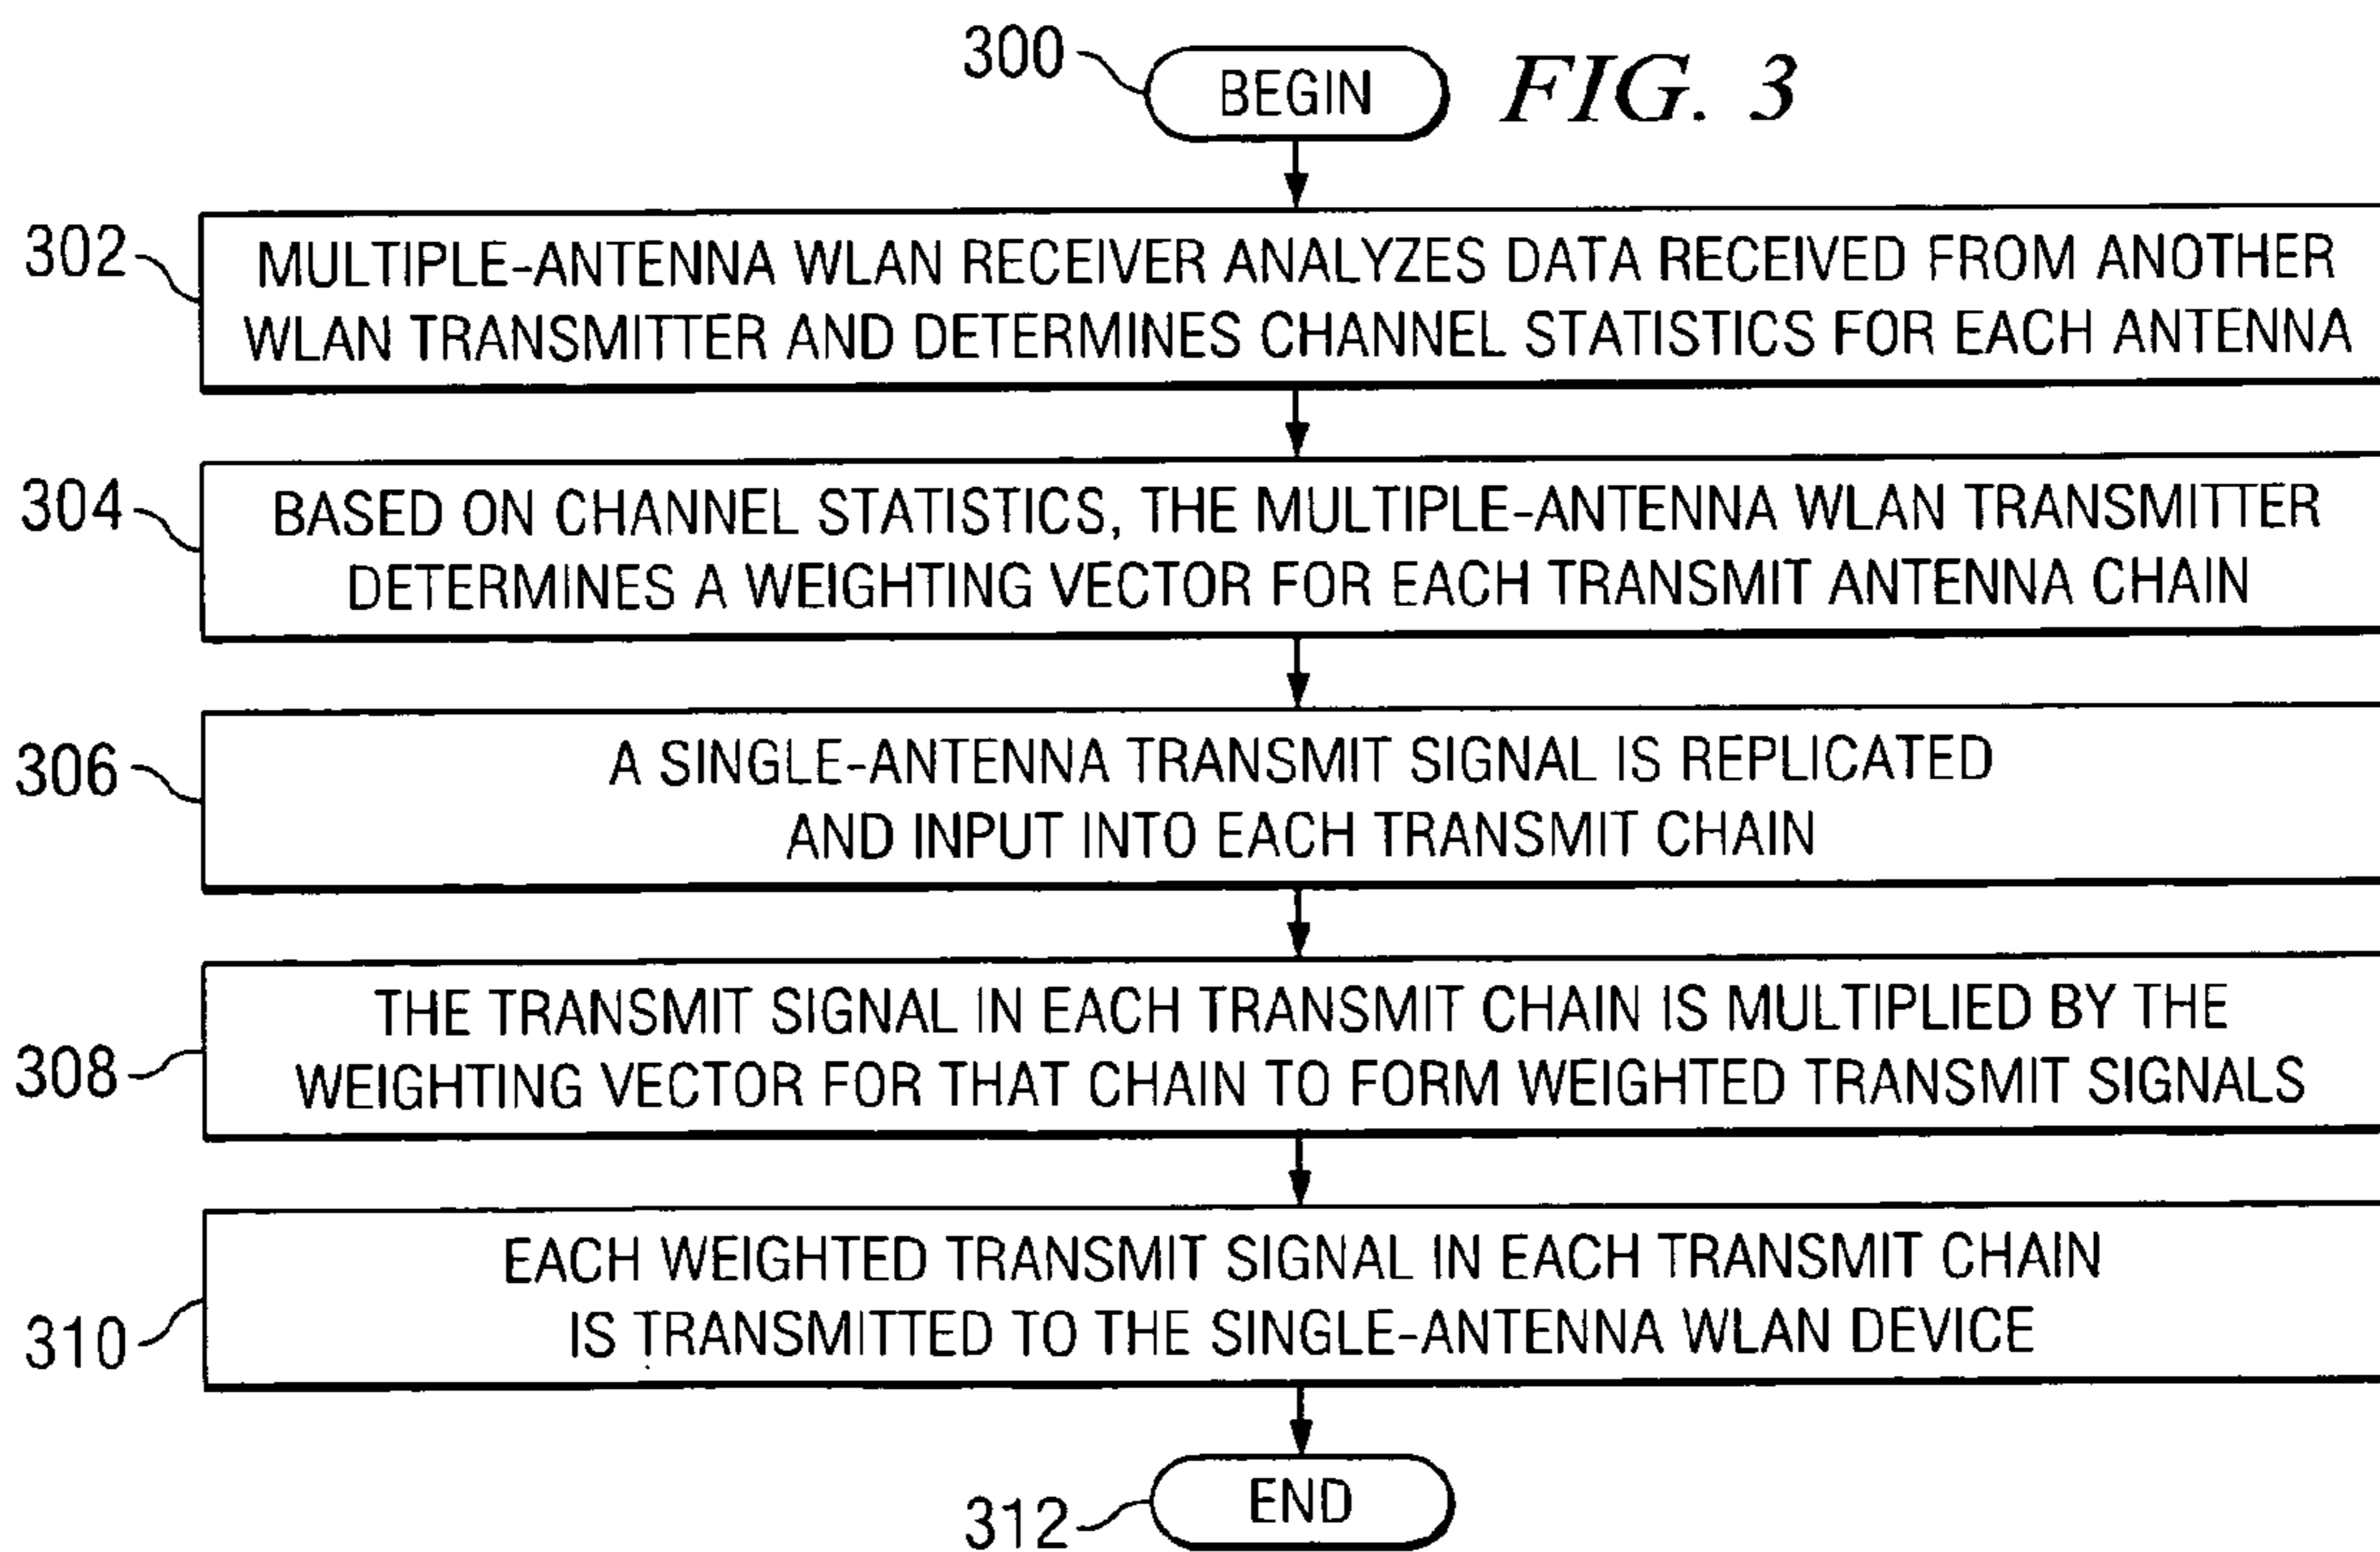 300
BEGIN
FIG. 3
302
MULTIPLE-ANTENNA WLAN RECEIVER ANALYZES DATA RECEIVED FROM ANOTHER
WLAN TRANSMITTER AND DETERMINES CHANNEL STATISTICS FOR EACH ANTENNA
304
BASED ON CHANNEL STATISTICS, THE MULTIPLE-ANTENNA WLAN TRANSMITTER
DETERMINES A WEIGHTING VECTOR FOR EACH TRANSMIT ANTENNA CHAIN
306
A SINGLE-ANTENNA TRANSMIT SIGNAL IS REPLICATED
AND INPUT INTO EACH TRANSMIT CHAIN
308
THE TRANSMIT SIGNAL IN EACH TRANSMIT CHAIN IS MULTIPLIED BY THE
WEIGHTING VECTOR FOR THAT CHAIN TO FORM WEIGHTED TRANSMIT SIGNALS
310
EACH WEIGHTED TRANSMIT SIGNAL IN EACH TRANSMIT CHAIN
IS TRANSMITTED TO THE SINGLE-ANTENNA WLAN DEVICE
312
END